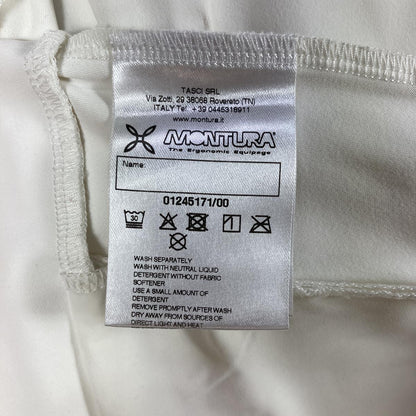 TASCI SRL
Via Zotti, 29 38068 Rovereto (TN)
ITALY Tel: +39 0445318911
www.montura.it
MONTURA
The Ergonomic Equipage
Name:
01245171/00
30
WASH SEPARATELY
WASH WITH NEUTRAL LIQUID
DETERGENT WITHOUT FABRIC
SOFTENER
USE A SMALL AMOUNT OF
DETERGENT
REMOVE PROMPTLY AFTER WASH
DRY AWAY FROM SOURCES OF
DIRECT LIGHT AND HEAT